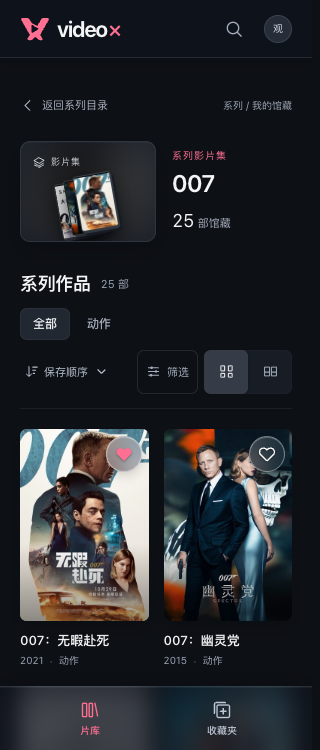 videox
观
返回系列目录
系列 / 我的馆藏
影片集
系列影片集
007
25 部馆藏
系列作品 25 部
全部 动作
保存顺序
筛选
007
无暇赴死
007
幽灵党
SPECTRE
007：无暇赴死
2021 · 动作
007：幽灵党
2015 · 动作
片库
收藏夹